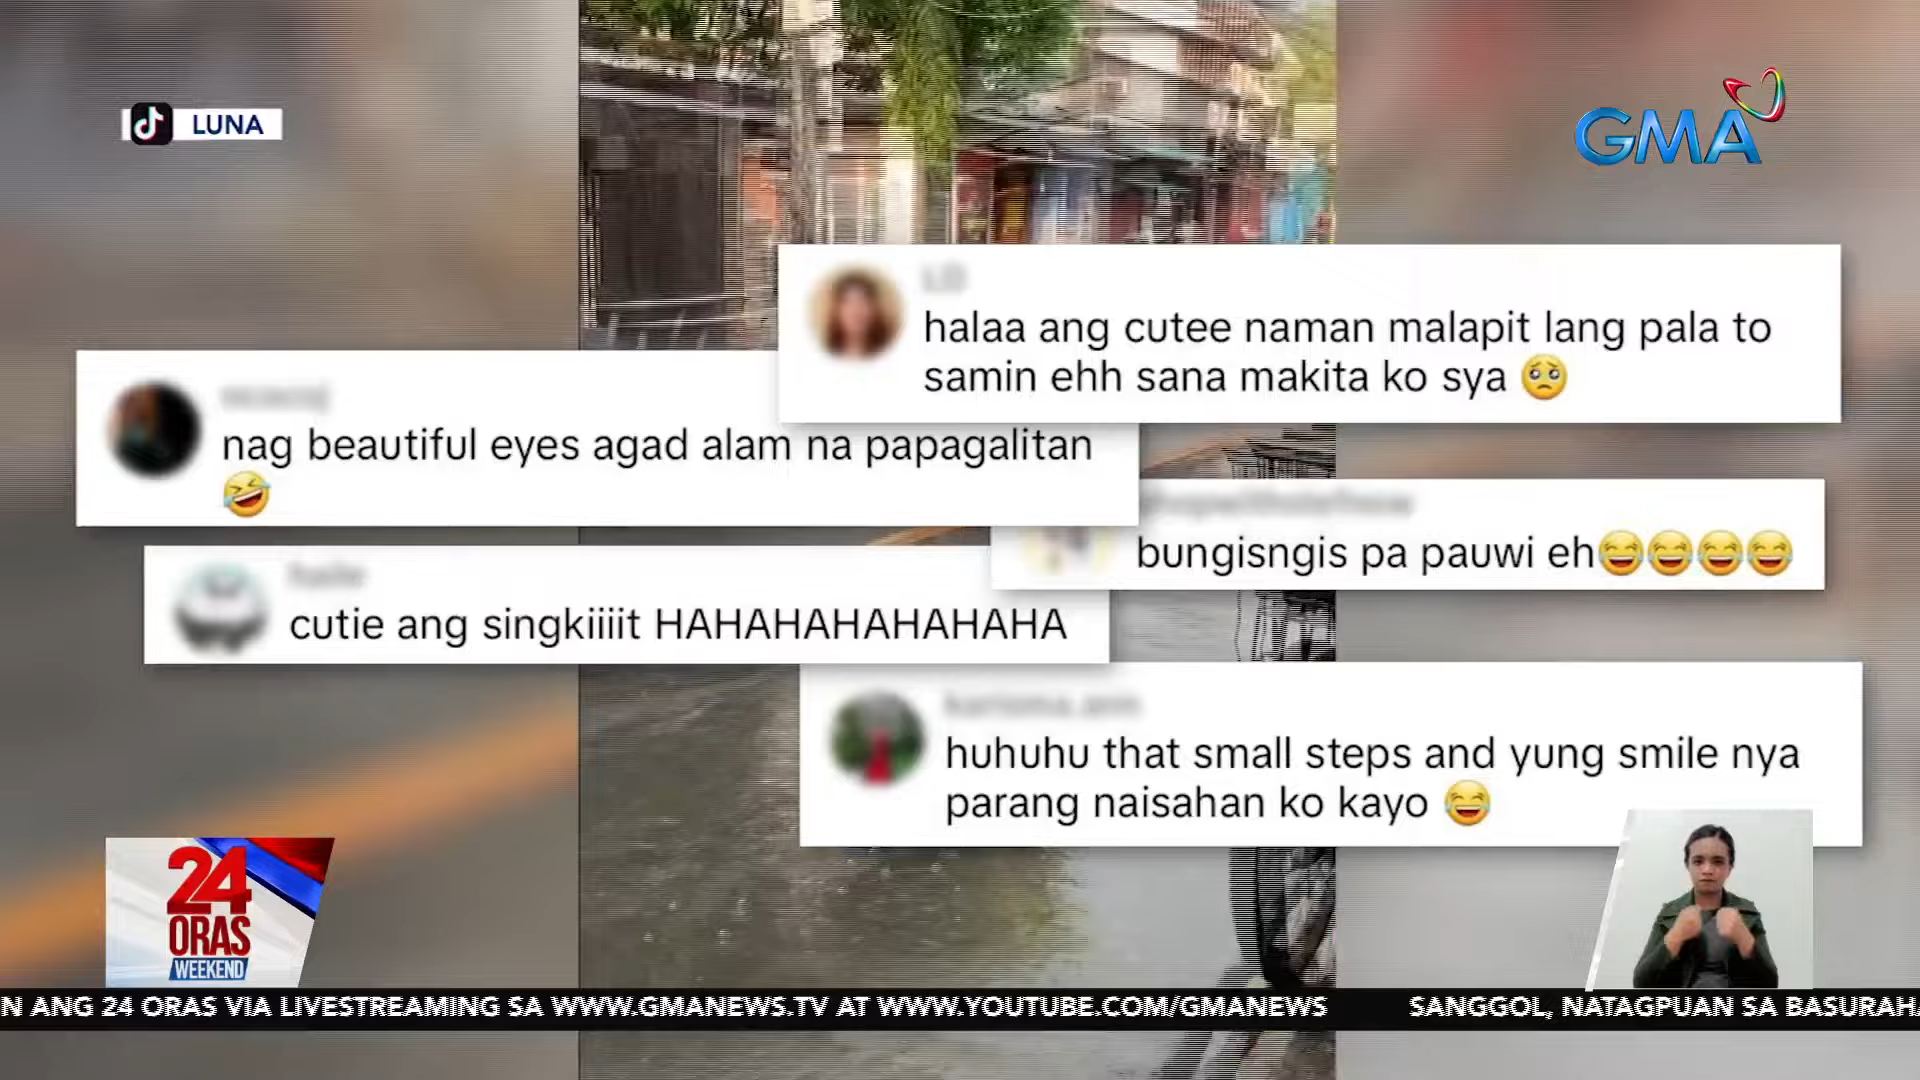 LUNA
GMA
halaa ang cutee naman malapit lang pala to
samin ehh sana makita ko sya 🥺
nag beautiful eyes agad alam na papagalitan
🤣
bungisngis pa pauwi eh😂😂😂😂
cutie ang singkiiiit HAHAHAHAHAHAHA
huhuhu that small steps and yung smile nya
parang naisahan ko kayo 😂
24
ORAS
WEEKEND
N ANG 24 ORAS VIA LIVESTREAMING SA WWW.GMANEWS.TV AT WWW.YOUTUBE.COM/GMANEWS SANGGOL, NATAGPUAN SA BASURAHA